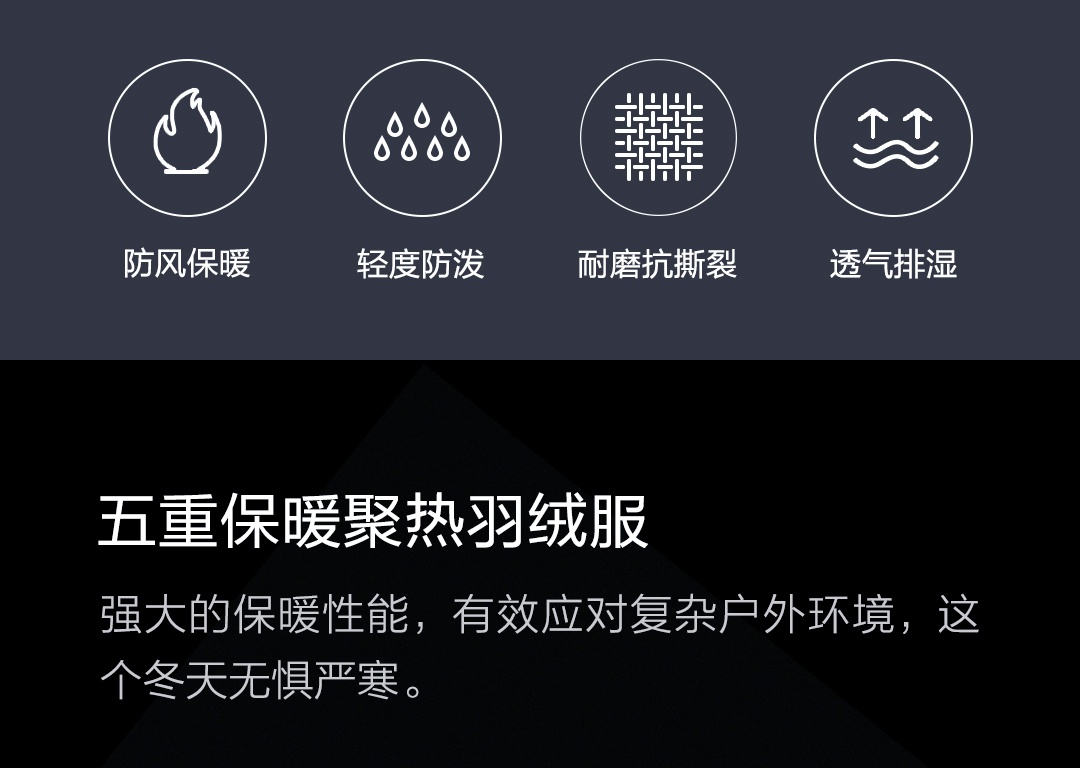 防风保暖
轻度防泼
耐磨抗撕裂
透气排湿
五重保暖聚热羽绒服
强大的保暖性能，有效应对复杂户外环境，这
个冬天无惧严寒。